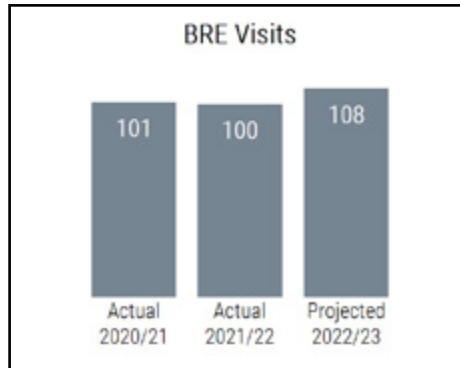 BRE Visits
101
100
108
Actual
2020/21
Actual
2021/22
Projected
2022/23